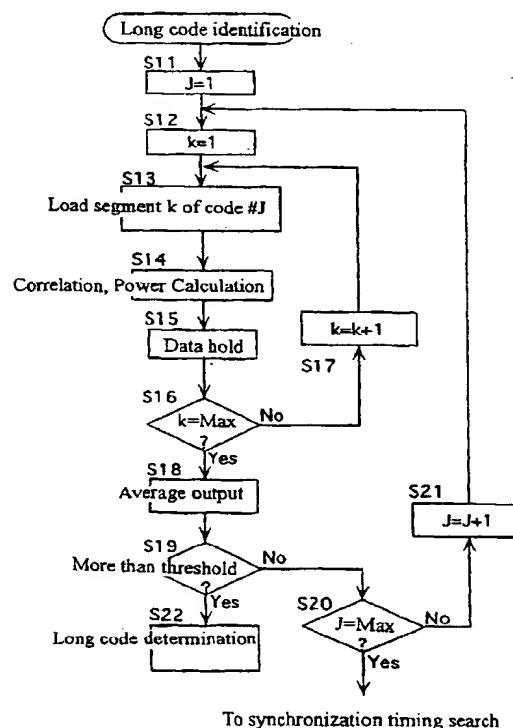 Long code identification
S11
J=1
S12
k=1
S13
Load segment k of code #J
S14
Correlation, Power Calculation
S15
Data hold
k=k+1
S17
S16
k=Max
?
No
Yes
S18
Average output
S21
J=J+1
S19
More than threshold
?
No
Yes
S20
J=Max
?
No
Yes
S22
Long code determination
To synchronization timing search